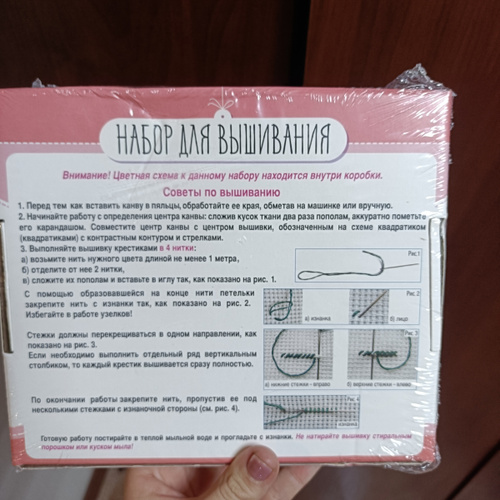 НАБОР ДЛЯ ВЫШИВАНИЯ
Внимание! Цветная схема к данному набору находится внутри коробки.
Советы по вышиванию
1. Перед тем как вставить канву в пяльцы, обработайте ее края, обметав на машинке или вручную.
2. Начинайте работу с определения центра канвы: сложив кусок ткани два раза пополам, аккуратно пометьте
его карандашом. Совместите центр канвы с центром вышивки, обозначенным на схеме квадратиком
(квадратиками) с контрастным контуром и стрелками.
3. Выполняйте вышивку крестиками в 4 нитки:
а) возьмите нить нужного цвета длиной не менее 1 метра,
б) отделите от нее 2 нити,
в) сложите их пополам и вставьте в иглу так, как показано на рис. 1.
Рис.1
С помощью образовавшейся на конце нити петельки
закрепите нить с изнанки так, как показано на рис. 2.
Избегайте в работе узелков!
Рис. 2
а) изнанка
б) лицо
Стежки должны перекрещиваться в одном направлении, как
показано на рис. 3.
Если необходимо выполнить отдельный ряд вертикальным
столбиком, то каждый крестик вышивается сразу полностью.
Рис. 3
а) нижние стежки - вправо
б) верхние стежки - влево
По окончании работы закрепите нить, пропустив ее под
несколькими стежками с изнаночной стороны (см. рис. 4).
Рис. 4
изнанка
Готовую работу постирайте в теплой мыльной воде и прогладьте с изнанки. Не натирайте вышивку стиральным
порошком или куском мыла!